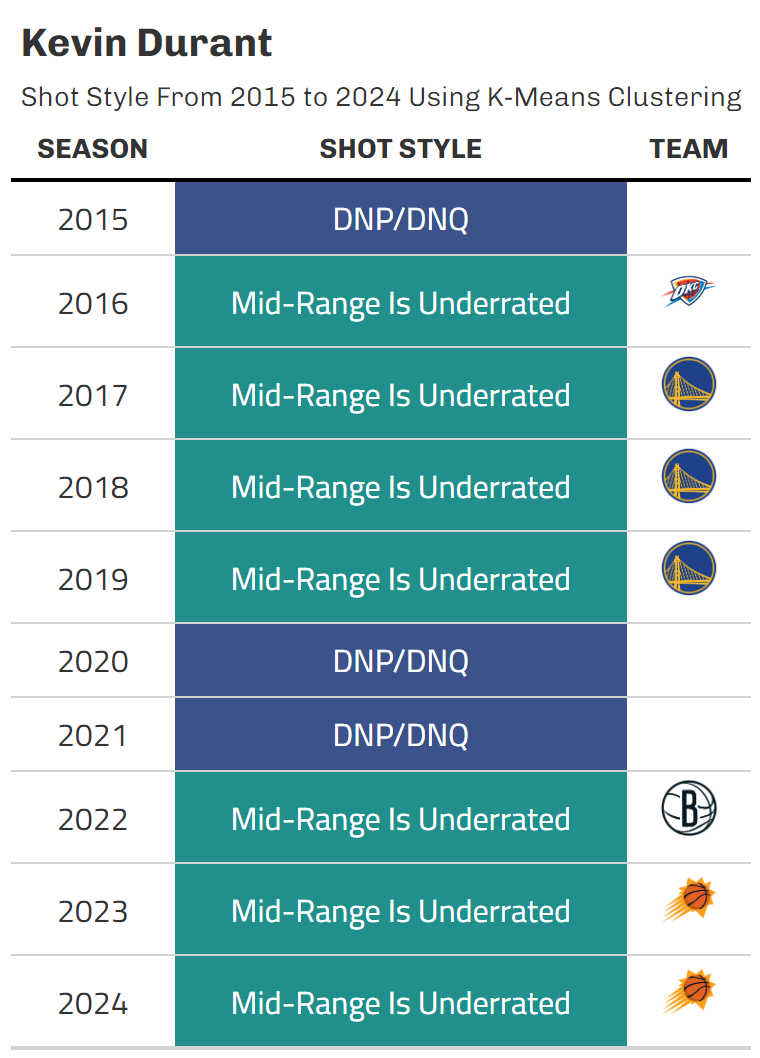 Kevin Durant
Shot Style From 2015 to 2024 Using K-Means Clustering
SEASON SHOT STYLE TEAM
2015 DNP/DNQ
2016 Mid-Range Is Underrated OKC
2017 Mid-Range Is Underrated
2018 Mid-Range Is Underrated
2019 Mid-Range Is Underrated
2020 DNP/DNQ
2021 DNP/DNQ
2022 Mid-Range Is Underrated B
2023 Mid-Range Is Underrated
2024 Mid-Range Is Underrated